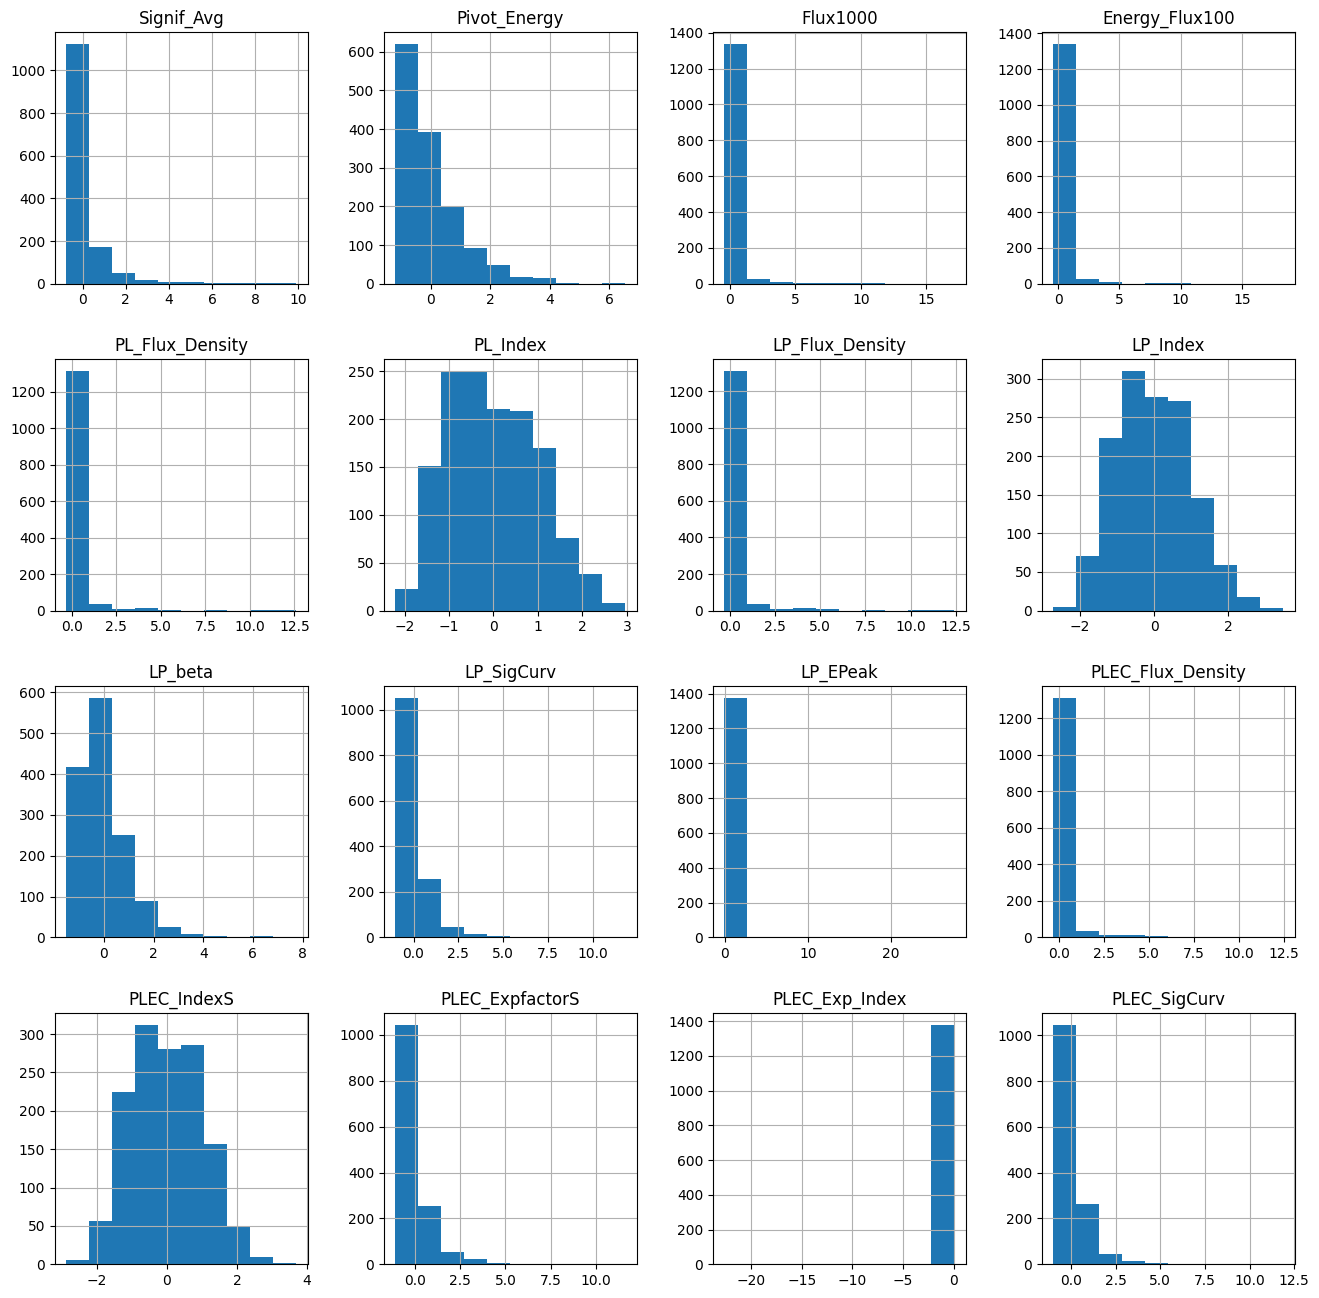 Signif_Avg Pivot_Energy Flux1000 Energy_Flux100
1000 800 600 400 200 0
0 2 4 6 8 10
600 500 400 300 200 100 0
0 2 4 6
1400 1200 1000 800 600 400 200 0
0 5 10 15
1400 1200 1000 800 600 400 200 0
0 5 10 15
PL_Flux_Density PL_Index LP_Flux_Density LP_Index
1200 1000 800 600 400 200 0
0.0 2.5 5.0 7.5 10.0 12.5
250 200 150 100 50 0
−2 −1 0 1 2 3
1200 1000 800 600 400 200 0
0.0 2.5 5.0 7.5 10.0 12.5
300 250 200 150 100 50 0
−2 0 2
LP_beta LP_SigCurv LP_EPeak PLEC_Flux_Density
600 500 400 300 200 100 0
0 2 4 6 8
1000 800 600 400 200 0
0.0 2.5 5.0 7.5 10.0
1400 1200 1000 800 600 400 200 0
0 10 20
1200 1000 800 600 400 200 0
0.0 2.5 5.0 7.5 10.0 12.5
PLEC_IndexS PLEC_ExpfactorS PLEC_Exp_Index PLEC_SigCurv
300 250 200 150 100 50 0
−2 0 2 4
1000 800 600 400 200 0
0.0 2.5 5.0 7.5 10.0
1400 1200 1000 800 600 400 200 0
−20 −15 −10 −5 0
1000 800 600 400 200 0
0.0 2.5 5.0 7.5 10.0 12.5